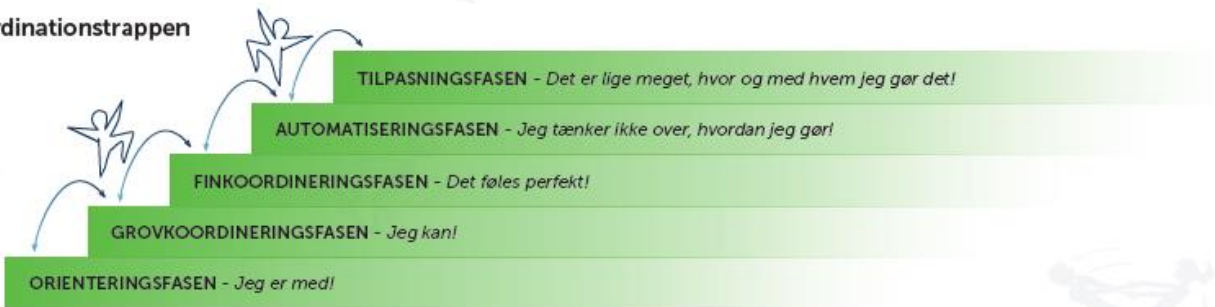 rdinationstrappen
TILPASNINGSFASEN - Det er lige meget, hvor og med hvem jeg gør det!
AUTOMATISERINGSFASEN - Jeg tænker ikke over, hvordan jeg gør!
FINKOORDINERINGSFASEN - Det føles perfekt!
GROVKOORDINERINGSFASEN - Jeg kan!
ORIENTERINGSFASEN - Jeg er med!